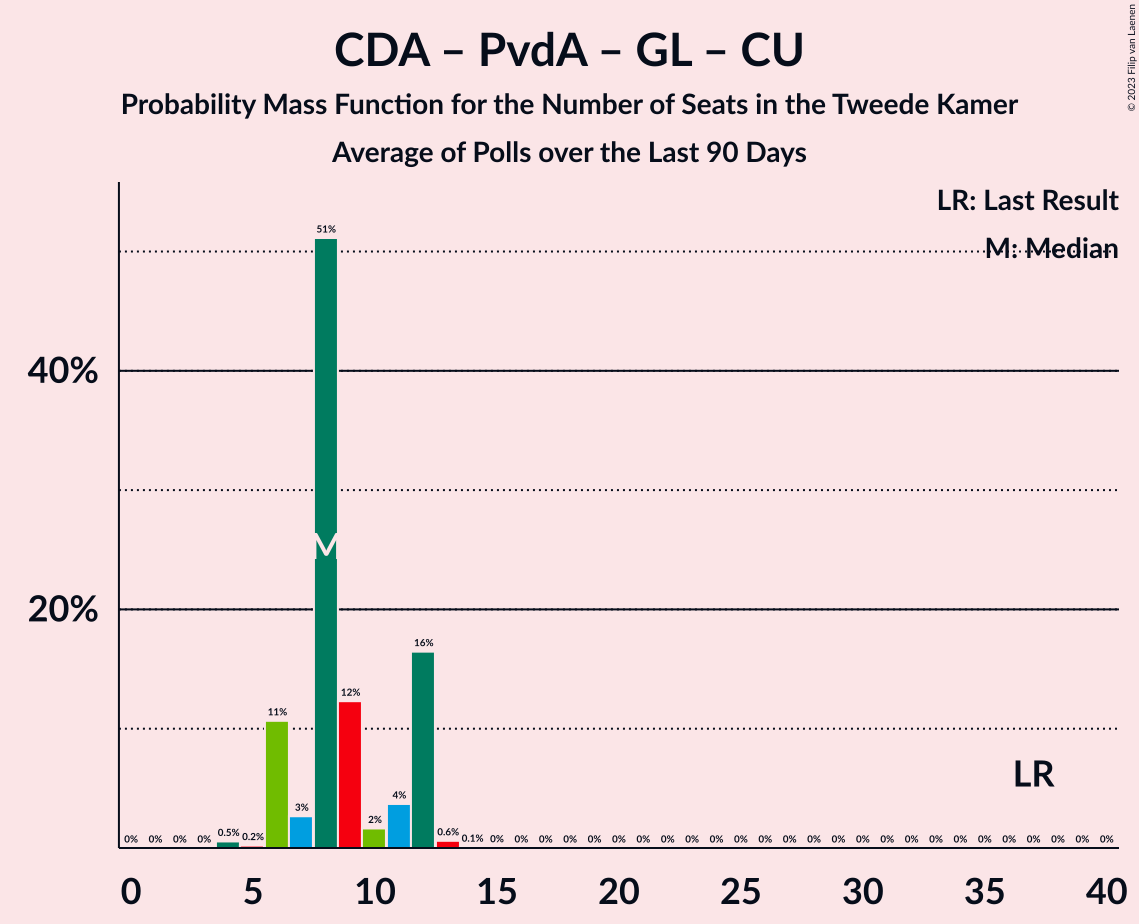 CDA – PvdA – GL – CU
Probability Mass Function for the Number of Seats in the Tweede Kamer
Average of Polls over the Last 90 Days
© 2023 Filip van Laenen
LR: Last Result
M: Median
51%
40%
M
20%
16%
12%
11%
LR
3% 4%
2%
0% 0% 0% 0% 0.5% 0.2% 0.6% 0.1% 0% 0% 0% 0% 0% 0% 0% 0% 0% 0% 0% 0% 0% 0% 0% 0% 0% 0% 0% 0% 0% 0% 0% 0% 0% 0%
0 5 10 15 20 25 30 35 40